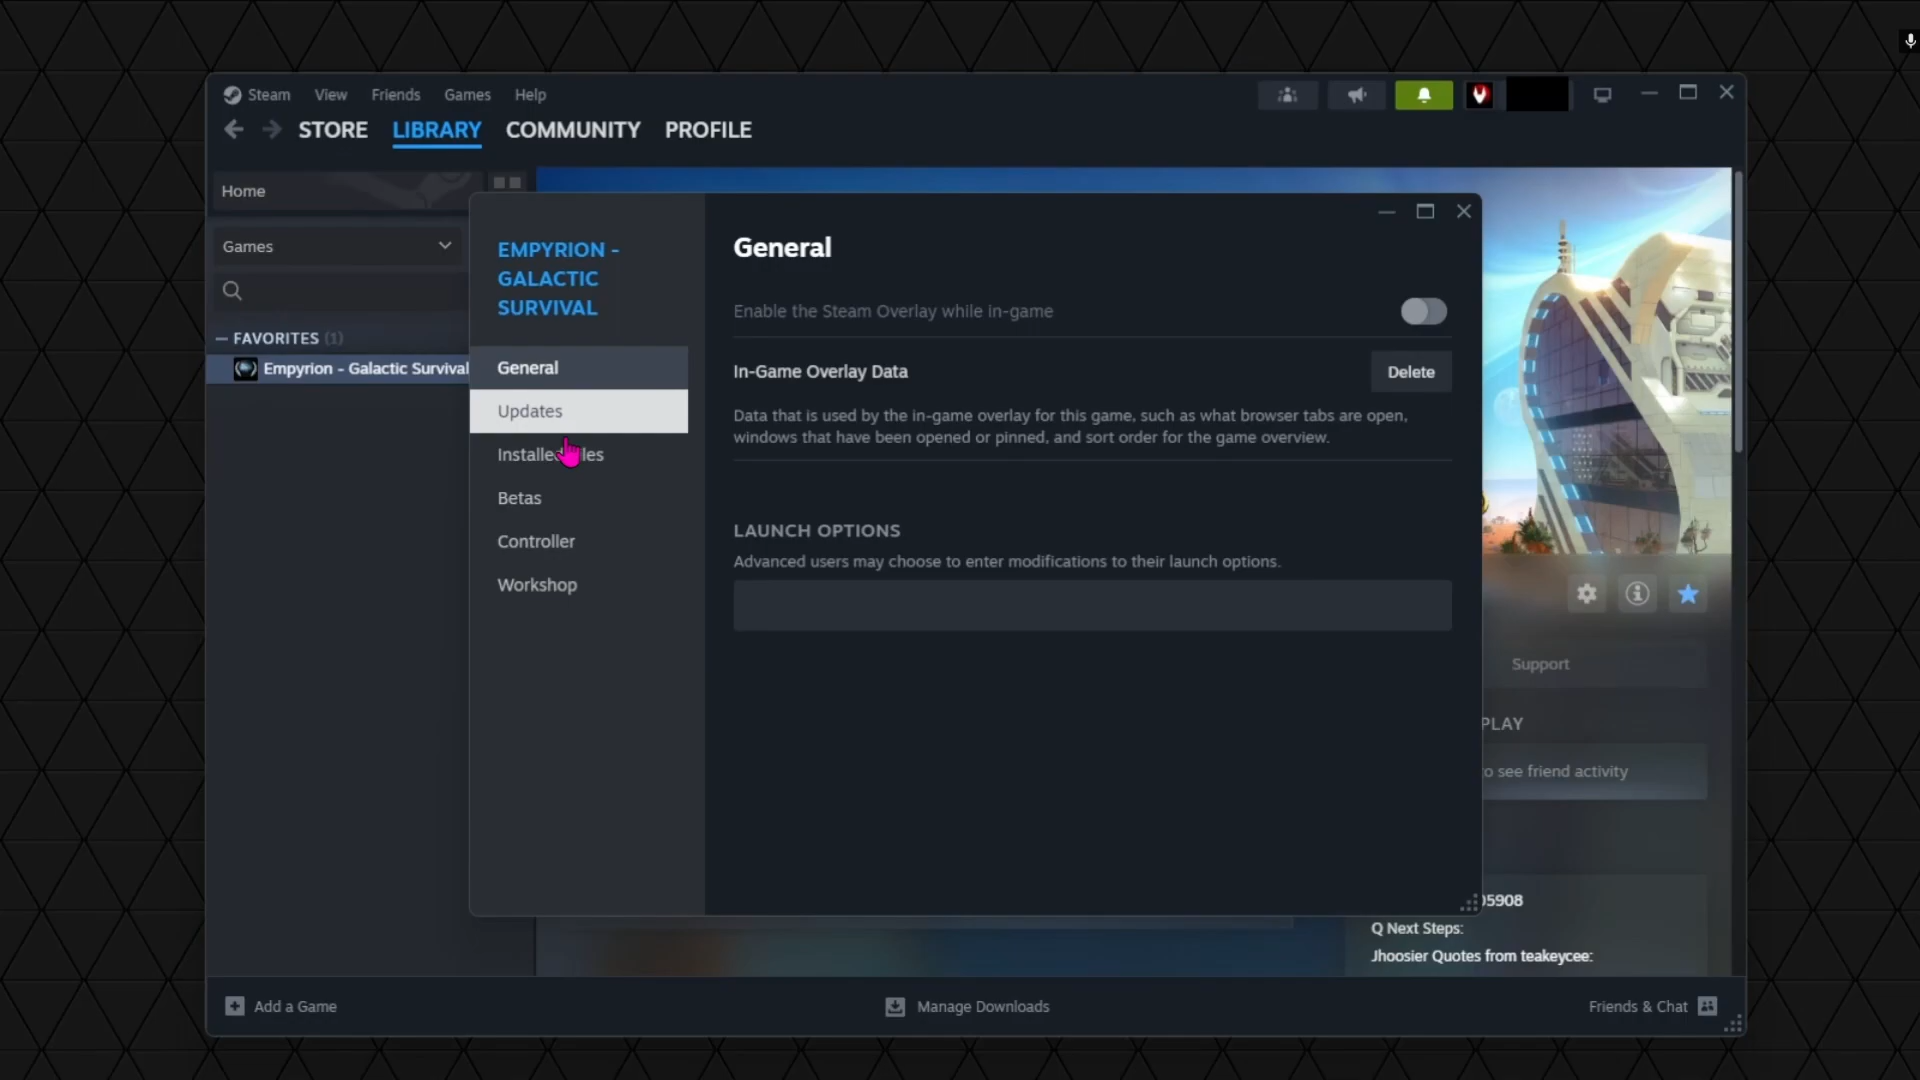 Steam View Friends Games Help
STORE LIBRARY COMMUNITY PROFILE
Home
Games
FAVORITES (1)
Empyrion - Galactic Survival
EMPYRION -
GALACTIC
SURVIVAL
General
Updates
Installed Files
Betas
Controller
Workshop
General
Enable the Steam Overlay while in-game
In-Game Overlay Data
Delete
Data that is used by the in-game overlay for this game, such as what browser tabs are open,
windows that have been opened or pinned, and sort order for the game overview.
LAUNCH OPTIONS
Advanced users may choose to enter modifications to their launch options.
Support
PLAY
to see friend activity
05908
Q Next Steps:
Jhoosier Quotes from teakeycee:
Add a Game
Manage Downloads
Friends & Chat